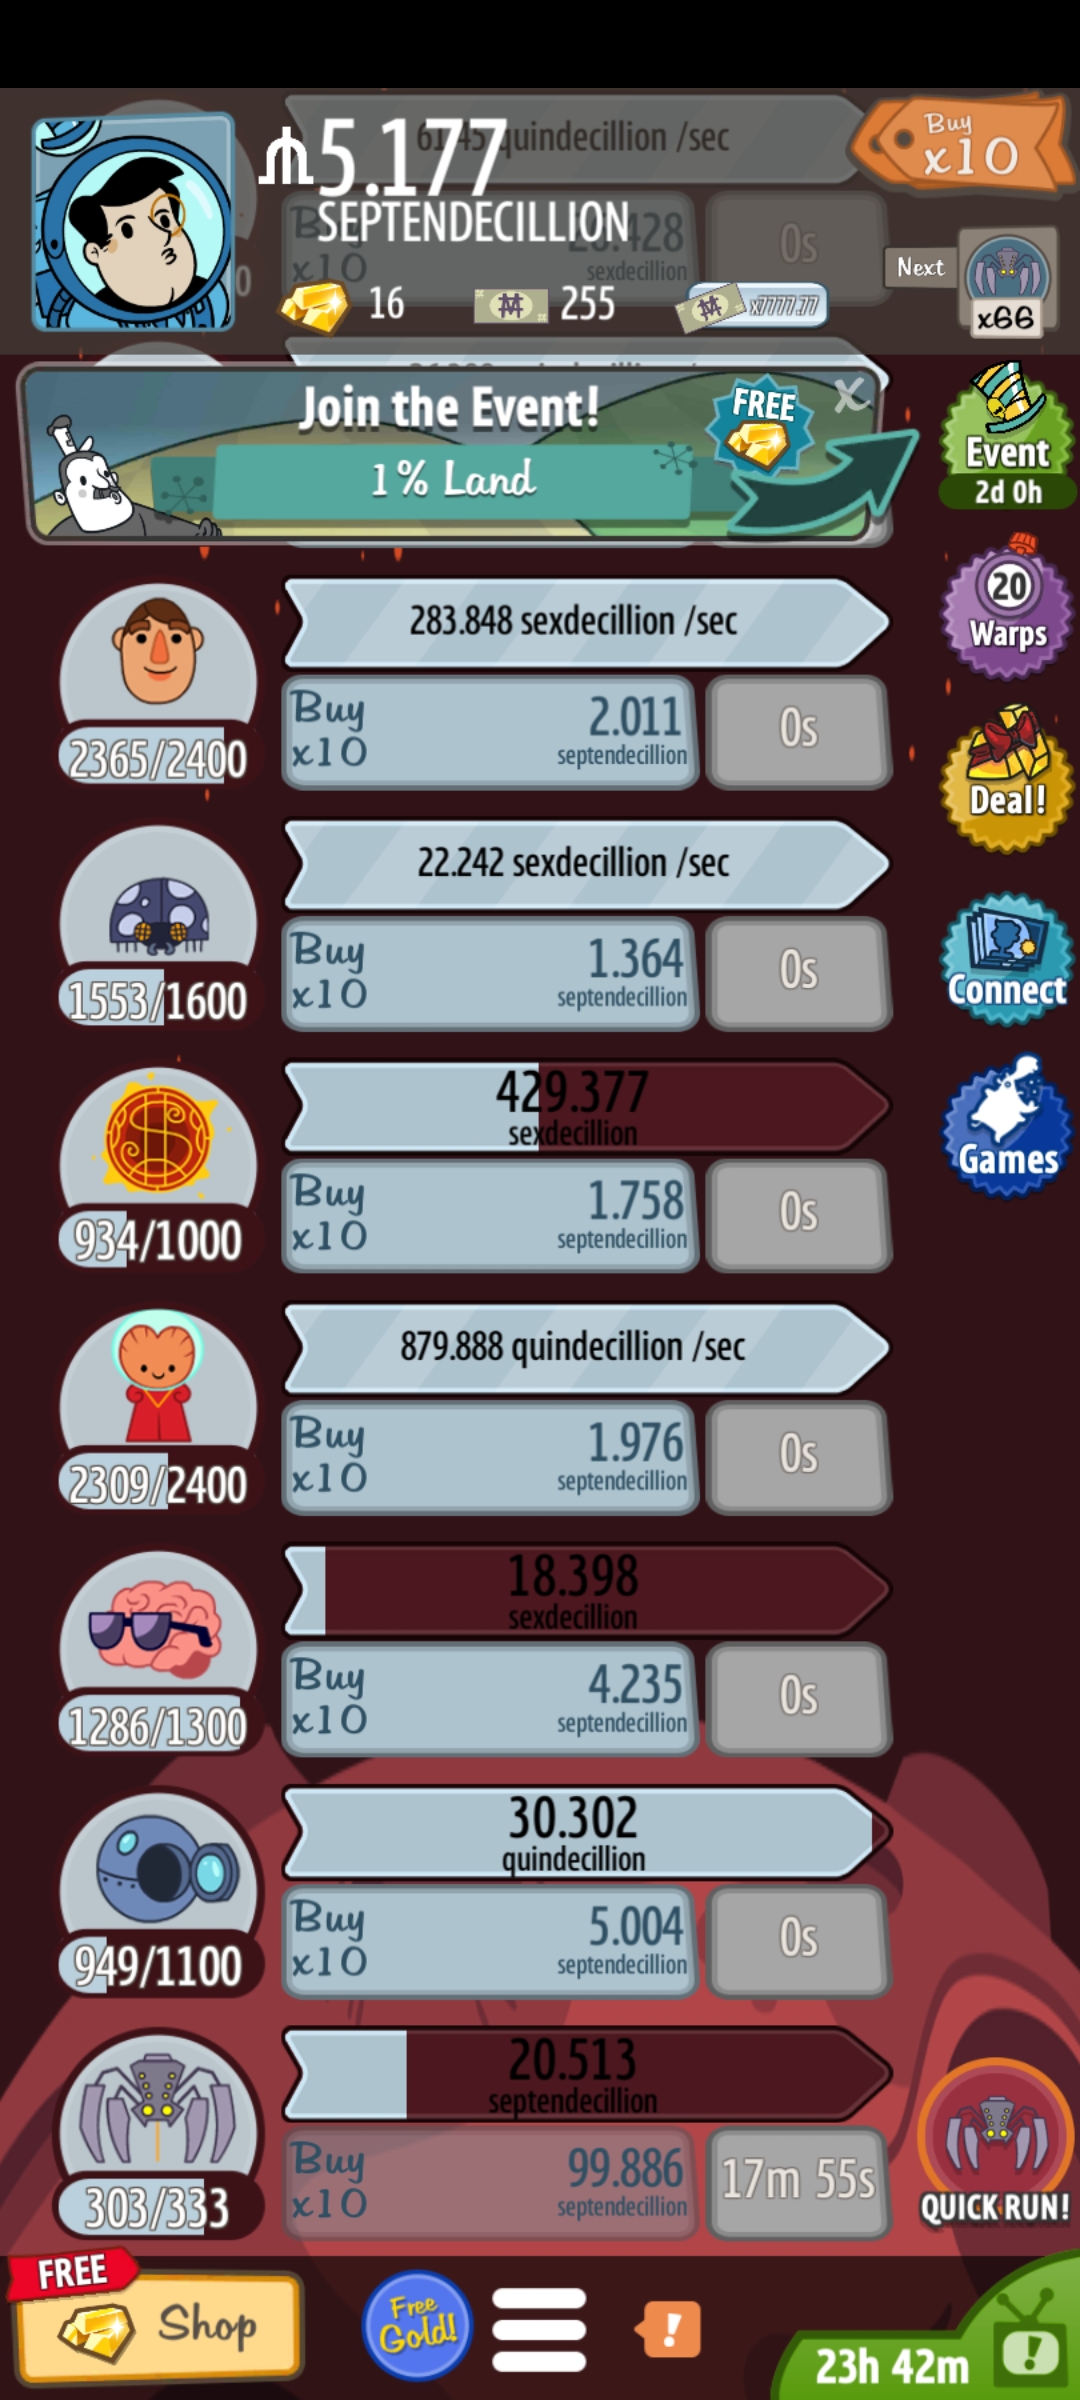 61.45 quindecillion /sec
5.177
SEPTENDECILLION
Buy
x10
sexdecillion
0s
16
255
x7777.77
Buy
x10
Next
x66
Join the Event!
1% Land
FREE
X
Event
2d 0h
283.848 sexdecillion /sec
Buy
x10
2.011
septendecillion
0s
2365/2400
20
Warps
22.242 sexdecillion /sec
Buy
x10
1.364
septendecillion
0s
1553/1600
Deal!
429.377
sexdecillion
Buy
x10
1.758
septendecillion
0s
934/1000
Connect
Games
879.888 quindecillion /sec
Buy
x10
1.976
septendecillion
0s
2309/2400
18.398
sexdecillion
Buy
x10
4.235
septendecillion
0s
1286/1300
30.302
quindecillion
Buy
x10
5.004
septendecillion
0s
949/1100
20.513
septendecillion
Buy
x10
99.886
septendecillion
17m 55s
303/333
QUICK RUN!
FREE
Shop
Free
Gold!
!
23h 42m
!